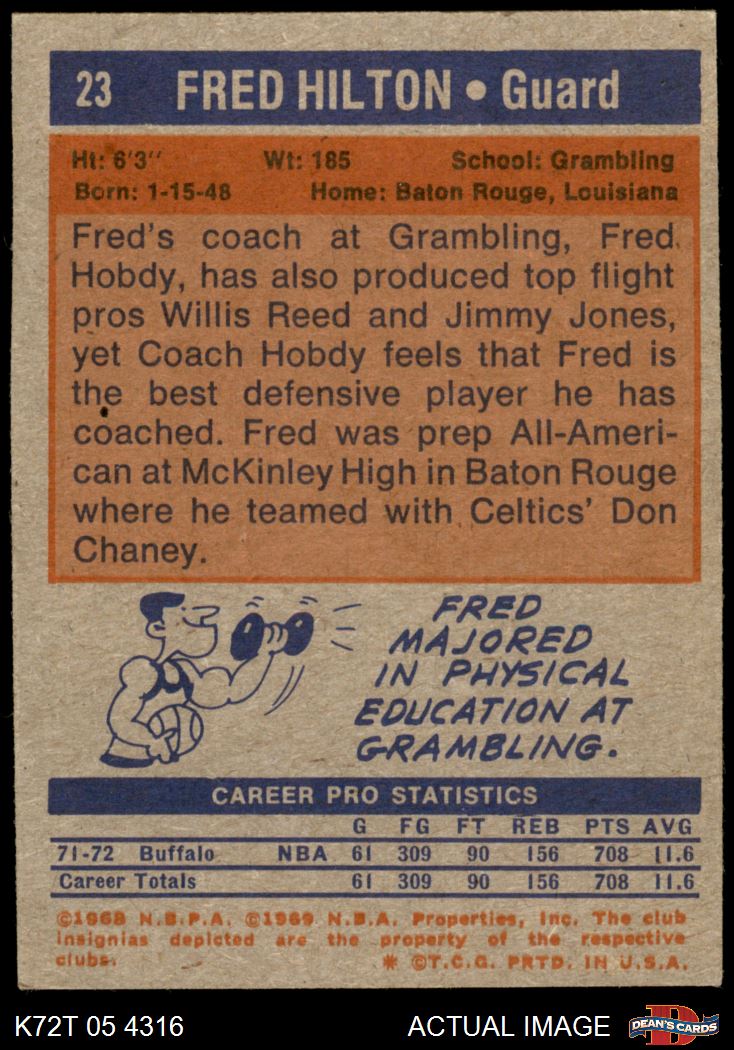 23 FRED HILTON • Guard
Ht: 6'3'' Wt: 185 School: Grambling
Born: 1-15-48 Home: Baton Rouge, Louisiana
Fred's coach at Grambling, Fred
Hobdy, has also produced top flight
pros Willis Reed and Jimmy Jones,
yet Coach Hobdy feels that Fred is
the best defensive player he has
coached. Fred was prep All-Ameri-
can at McKinley High in Baton Rouge
where he teamed with Celtics' Don
Chaney.
FRED
MAJORED
IN PHYSICAL
EDUCATION AT
GRAMBLING.
CAREER PRO STATISTICS
G FG FT REB PTS AVG
71-72 Buffalo NBA 61 309 90 156 708 11.6
Career Totals 61 309 90 156 708 11.6
©1968 N.B.P.A. ©1969 N.B.A. Properties, Inc. The club
insignias depicted are the property of the respective
clubs. * ©T.C.G. PRTD. IN U.S.A.
K72T 05 4316 ACTUAL IMAGE D DEAN'S CARDS